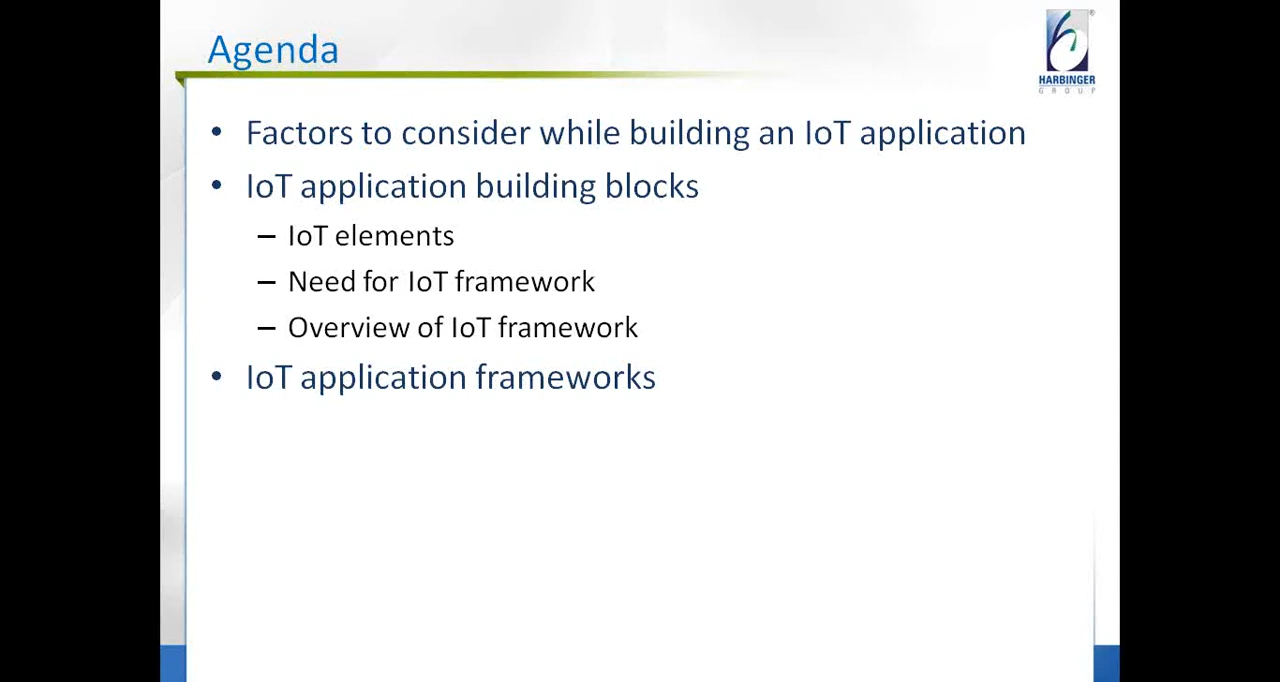 Agenda
HARBINGER
GROUP
• Factors to consider while building an IoT application
• IoT application building blocks
– IoT elements
– Need for IoT framework
– Overview of IoT framework
• IoT application frameworks